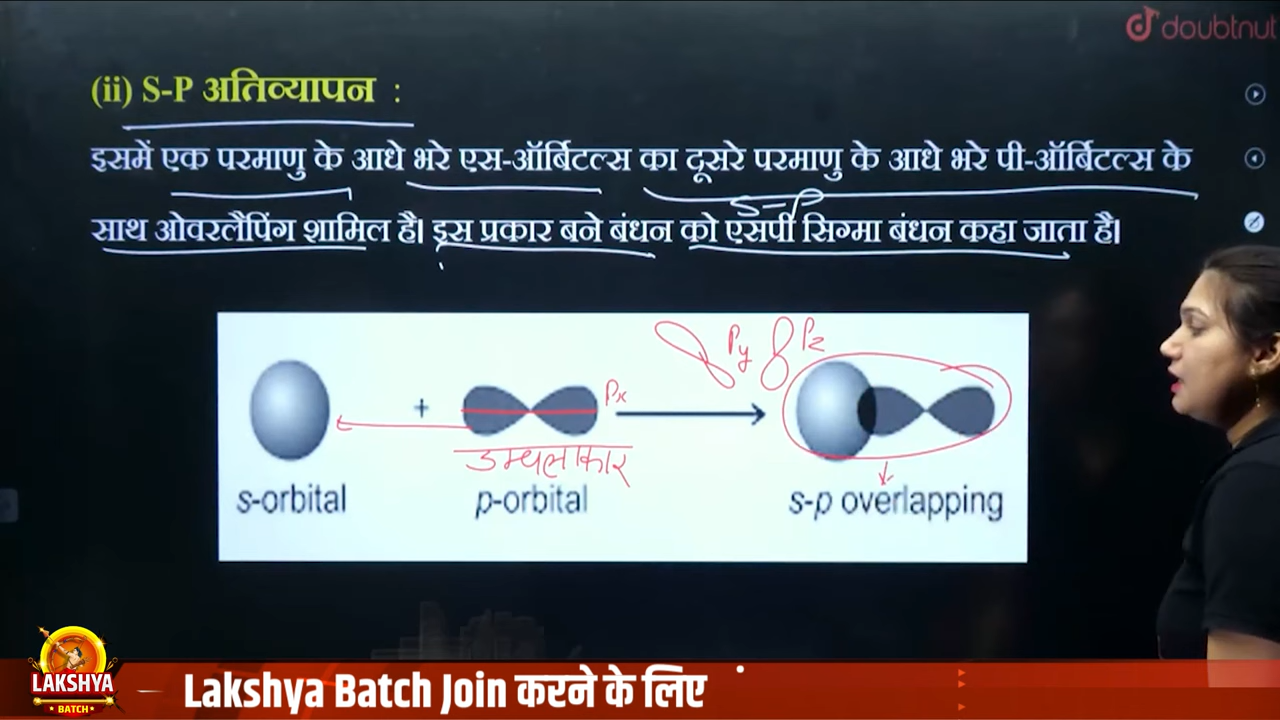 doubtnut
(ii) S-P अतिव्यापन :
इसमें एक परमाणु के आधे भरे एस-ऑर्बिटल्स का दूसरे परमाणु के आधे भरे पी-ऑर्बिटल्स के
s-p
साथ ओवरलैपिंग शामिल है। इस प्रकार बने बंधन को एसपी सिग्मा बंधन कहा जाता है।
Py Pz
+ Px
डम्बलाकार
s-orbital p-orbital s-p overlapping
LAKSHYA
BATCH
Lakshya Batch Join करने के लिए